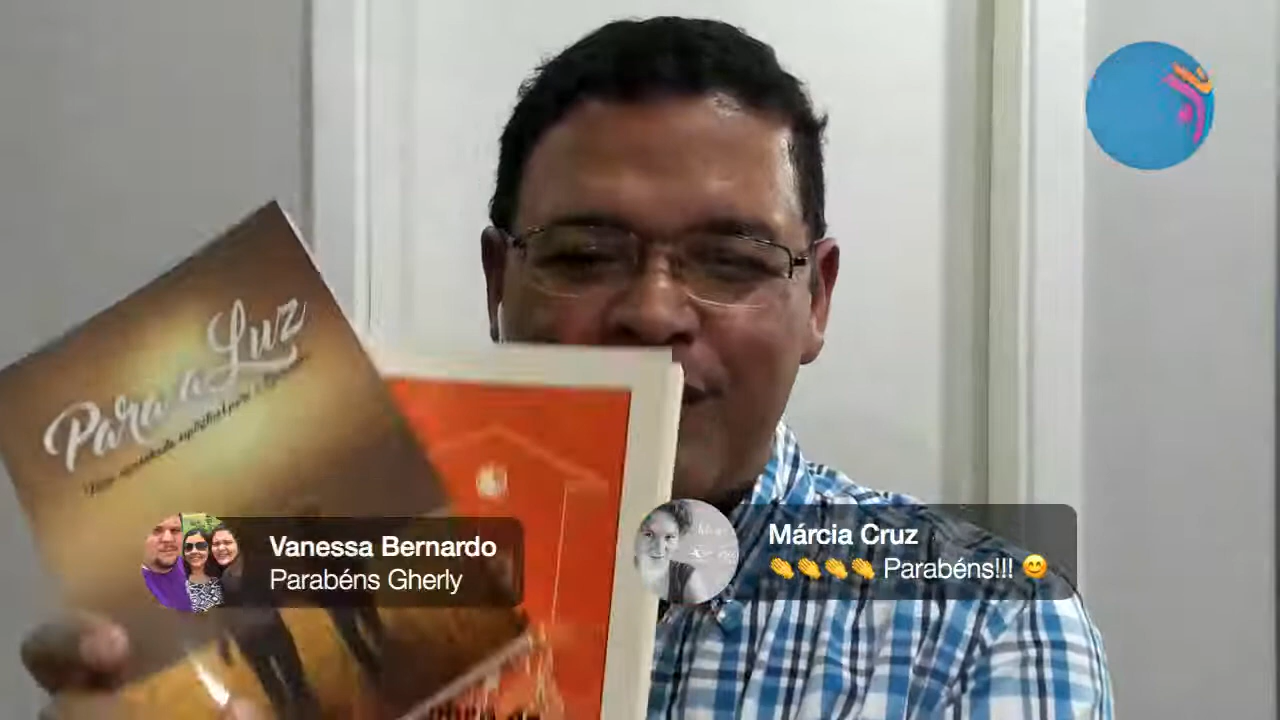 Para a Luz
Vanessa Bernardo
Parabéns Gherly
Márcia Cruz
👏👏👏👏 Parabéns!!! 😊